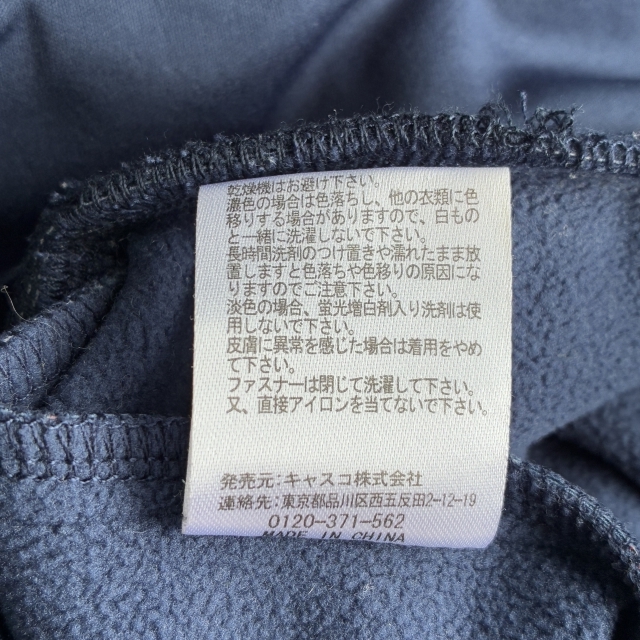 乾燥機はお避け下さい。
濃色の場合は色落ちし、他の衣類に色
移りする場合がありますので、白もの
と一緒に洗濯しないで下さい。
長時間洗剤のつけ置きや濡れたまま放
置しますと色落ちや色移りの原因にな
りますのでご注意下さい。
淡色の場合、蛍光増白剤入り洗剤は使
用しないで下さい。
皮膚に異常を感じた場合は着用をやめ
て下さい。
ファスナーは閉じて洗濯して下さい。
又、直接アイロンを当てないで下さい。
発売元：キャスコ株式会社
連絡先：東京都品川区西五反田2-12-19
0120-371-562
MADE IN CHINA